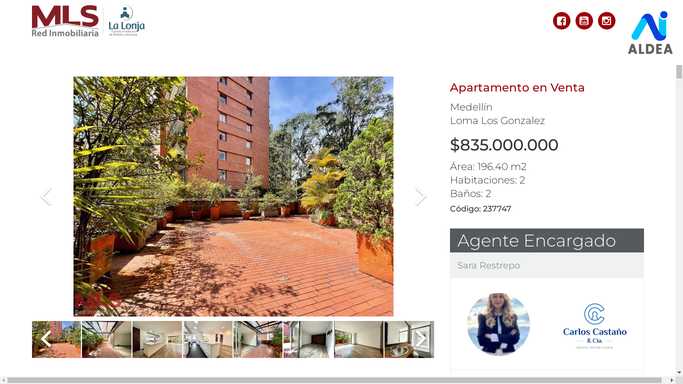 MLS
Red Inmobiliaria
La Lonja
ALDEA
Apartamento en Venta
Medellín
Loma Los Gonzalez
$835.000.000
Área: 196.40 m2
Habitaciones: 2
Baños: 2
Código: 237747
Agente Encargado
Sara Restrepo
Carlos Castaño
& Cía.